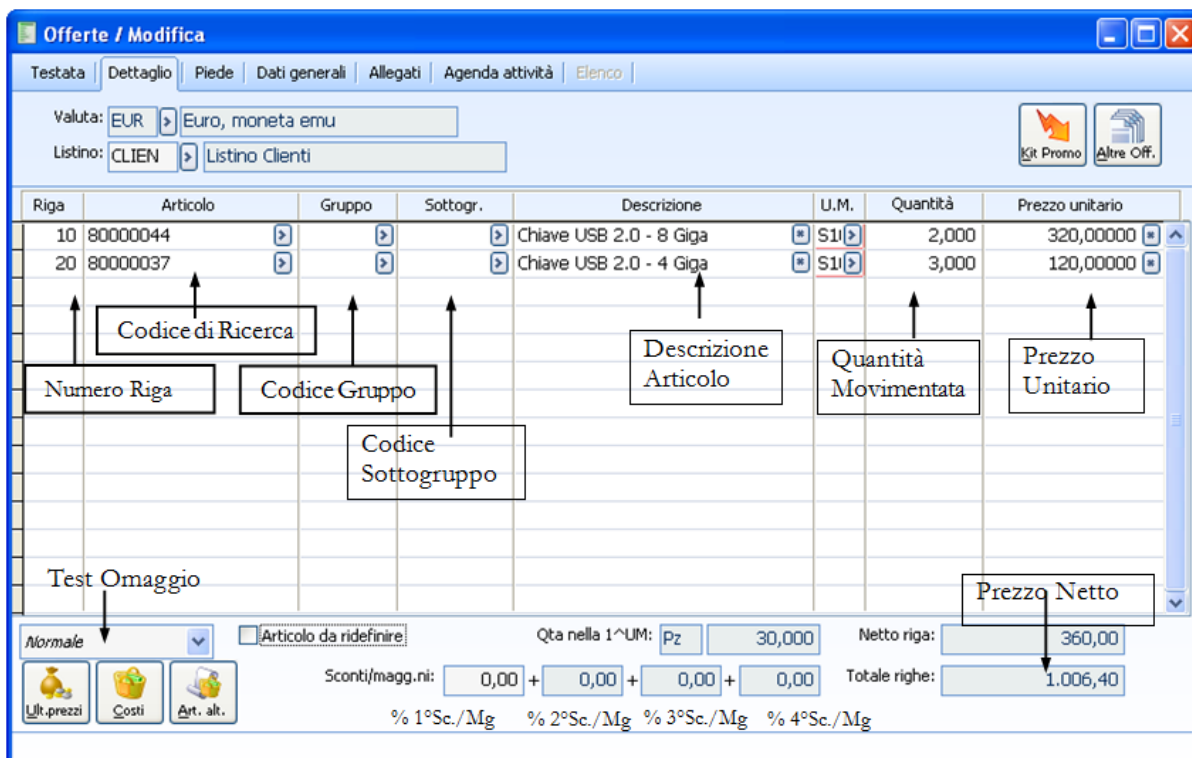 Offerte / Modifica
Testata Dettaglio Piede Dati generali Allegati Agenda attività Elenco
Valuta: EUR Euro, moneta emu
Listino: CLIEN Listino Clienti
Kit Promo Altre Off.
Riga Articolo Gruppo Sottogr. Descrizione U.M. Quantità Prezzo unitario
10 80000044 Chiave USB 2.0 - 8 Giga 2,000 320,00000
20 80000037 Chiave USB 2.0 - 4 Giga 3,000 120,00000
Codice di Ricerca
Numero Riga
Codice Gruppo
Codice
Sottogruppo
Descrizione
Articolo
Quantità
Movimentata
Prezzo
Unitario
Test Omaggio
Prezzo Netto
Normale Articolo da ridefinire Qta nella 1^UM: Pz 30,000 Netto riga: 360,00
Sconti/magg.ni: 0,00 + 0,00 + 0,00 + 0,00 Totale righe: 1.006,40
Ult.prezzi Costi Art. alt.
% 1°Sc./Mg % 2°Sc./Mg % 3°Sc./Mg % 4°Sc./Mg